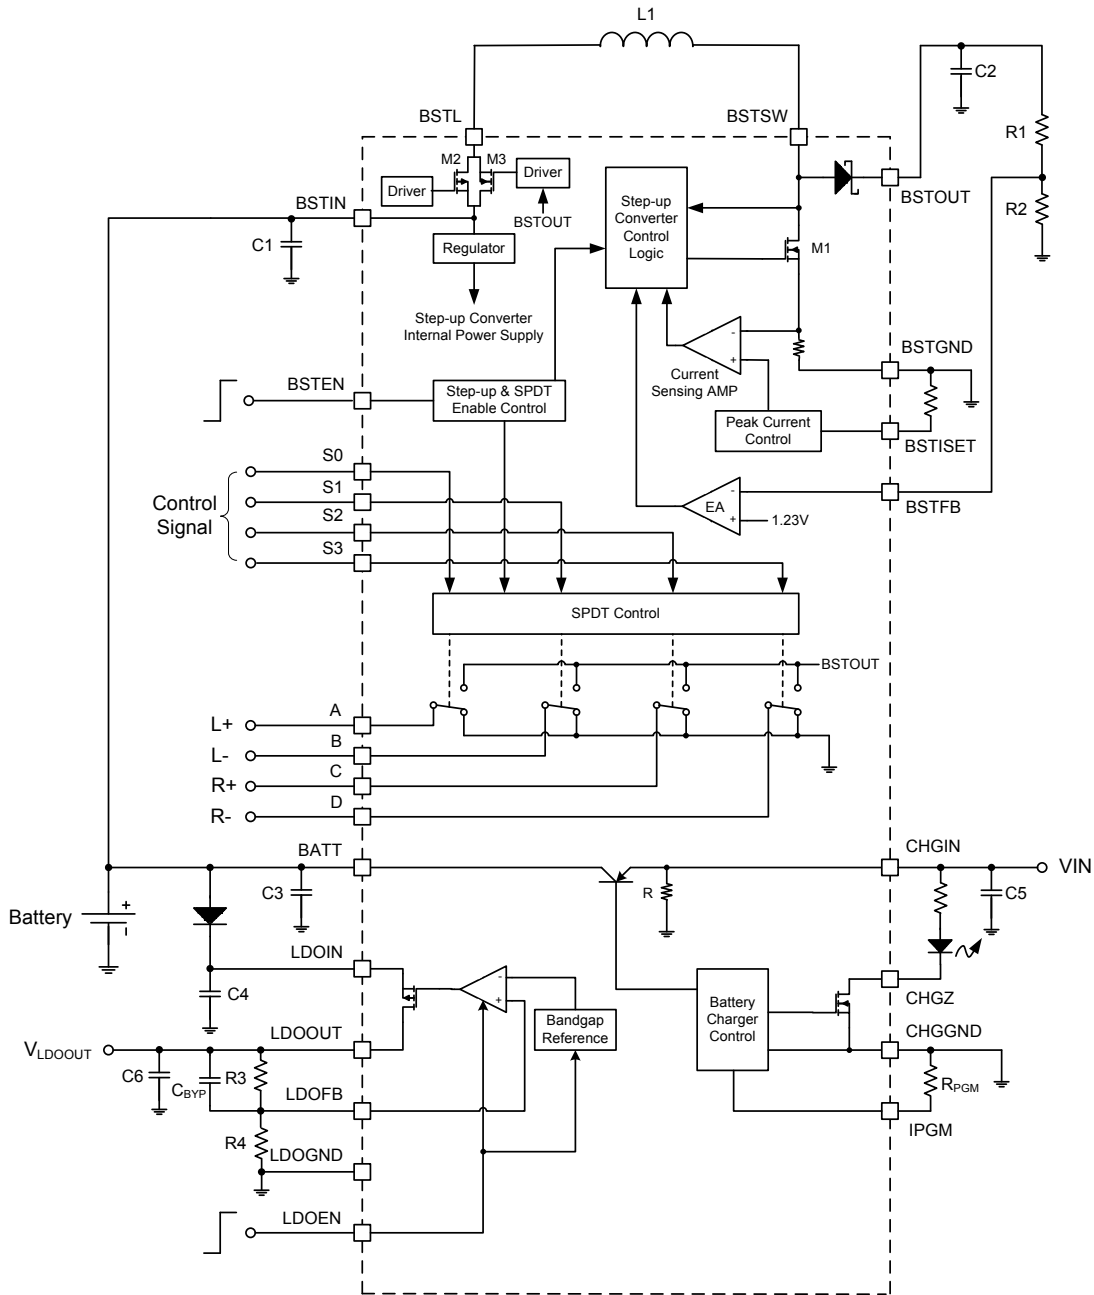 L1
C2
BSTL
BSTSW
R1
M2
M3
Driver
Driver
BSTOUT
BSTIN
BSTOUT
Step-up
Converter
Control
Logic
R2
C1
Regulator
M1
Step-up Converter
Internal Power Supply
-
+
BSTGND
BSTEN
Step-up & SPDT
Enable Control
Current
Sensing AMP
Peak Current
Control
BSTISET
S0
S1
Control
Signal
S2
S3
EA
-
+
1.23V
BSTFB
SPDT Control
BSTOUT
L+
A
L-
B
R+
C
R-
D
BATT
CHGIN
VIN
C3
R
C5
Battery
+
-
LDOIN
C4
-
+
Bandgap
Reference
Battery
Charger
Control
CHGZ
VLDOOUT
LDOOUT
CHGGND
C6
CBYP
R3
RPGM
LDOFB
IPGM
R4
LDOGND
LDOEN